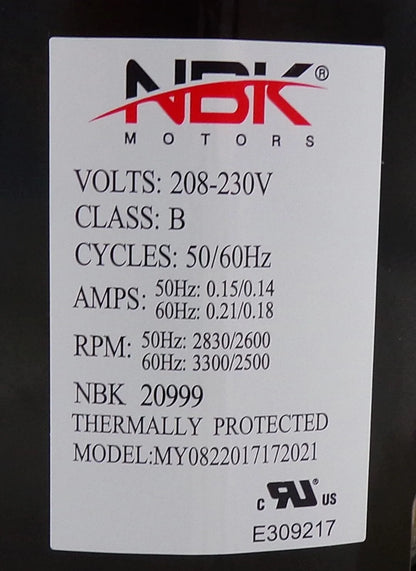 NBK®
MOTORS
VOLTS: 208-230V
CLASS: B
CYCLES: 50/60Hz
AMPS: 50Hz: 0.15/0.14
60Hz: 0.21/0.18
RPM: 50Hz: 2830/2600
60Hz: 3300/2500
NBK 20999
THERMALLY PROTECTED
MODEL:MY0822017172021
c RU® US
E309217